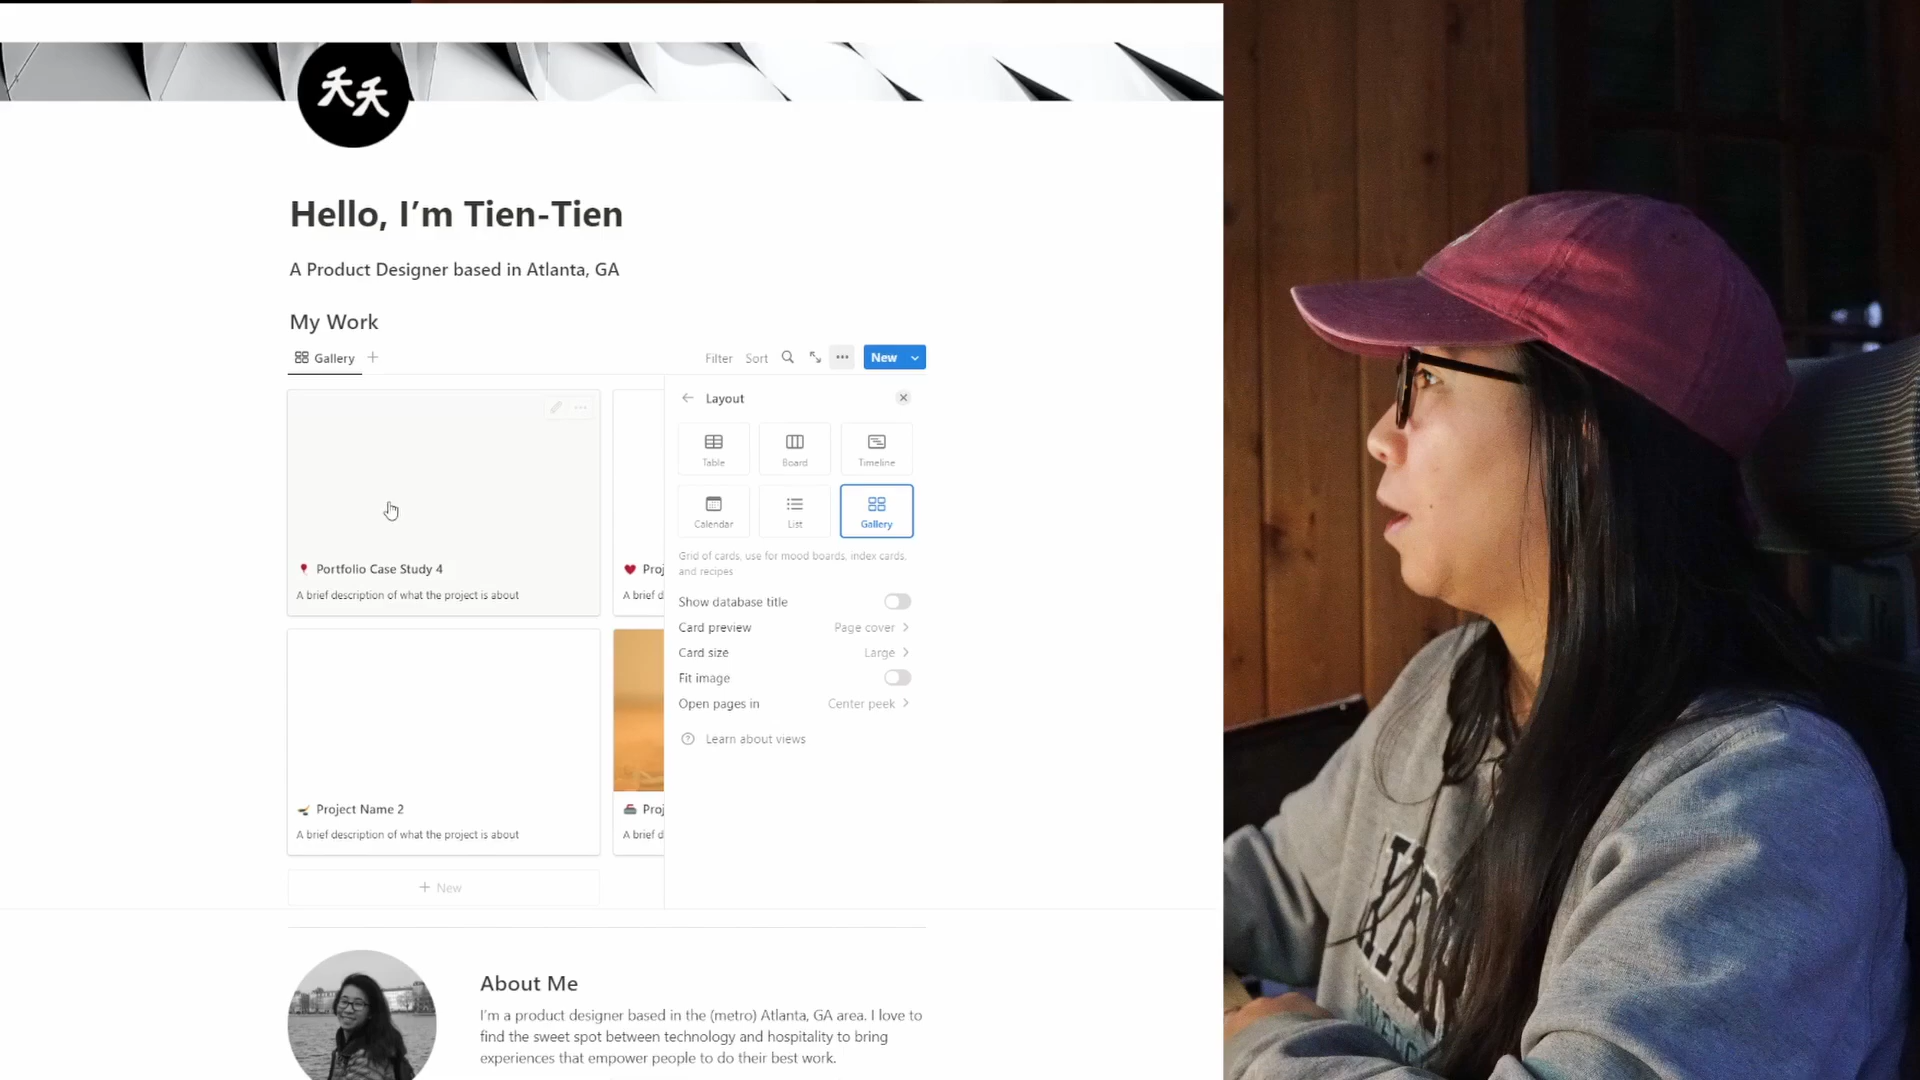 天天
Hello, I’m Tien-Tien
A Product Designer based in Atlanta, GA
My Work
Gallery
Filter
Sort
New
Layout
Table
Board
Timeline
Calendar
List
Gallery
Grid of cards, use for mood boards, index cards,
and recipes
Portfolio Case Study 4
A brief description of what the project is about
Proj
A brief d
Show database title
Card preview
Page cover
Card size
Large
Fit image
Open pages in
Center peek
Learn about views
Project Name 2
A brief description of what the project is about
Proj
A brief d
+ New
About Me
I’m a product designer based in the (metro) Atlanta, GA area. I love to
find the sweet spot between technology and hospitality to bring
experiences that empower people to do their best work.